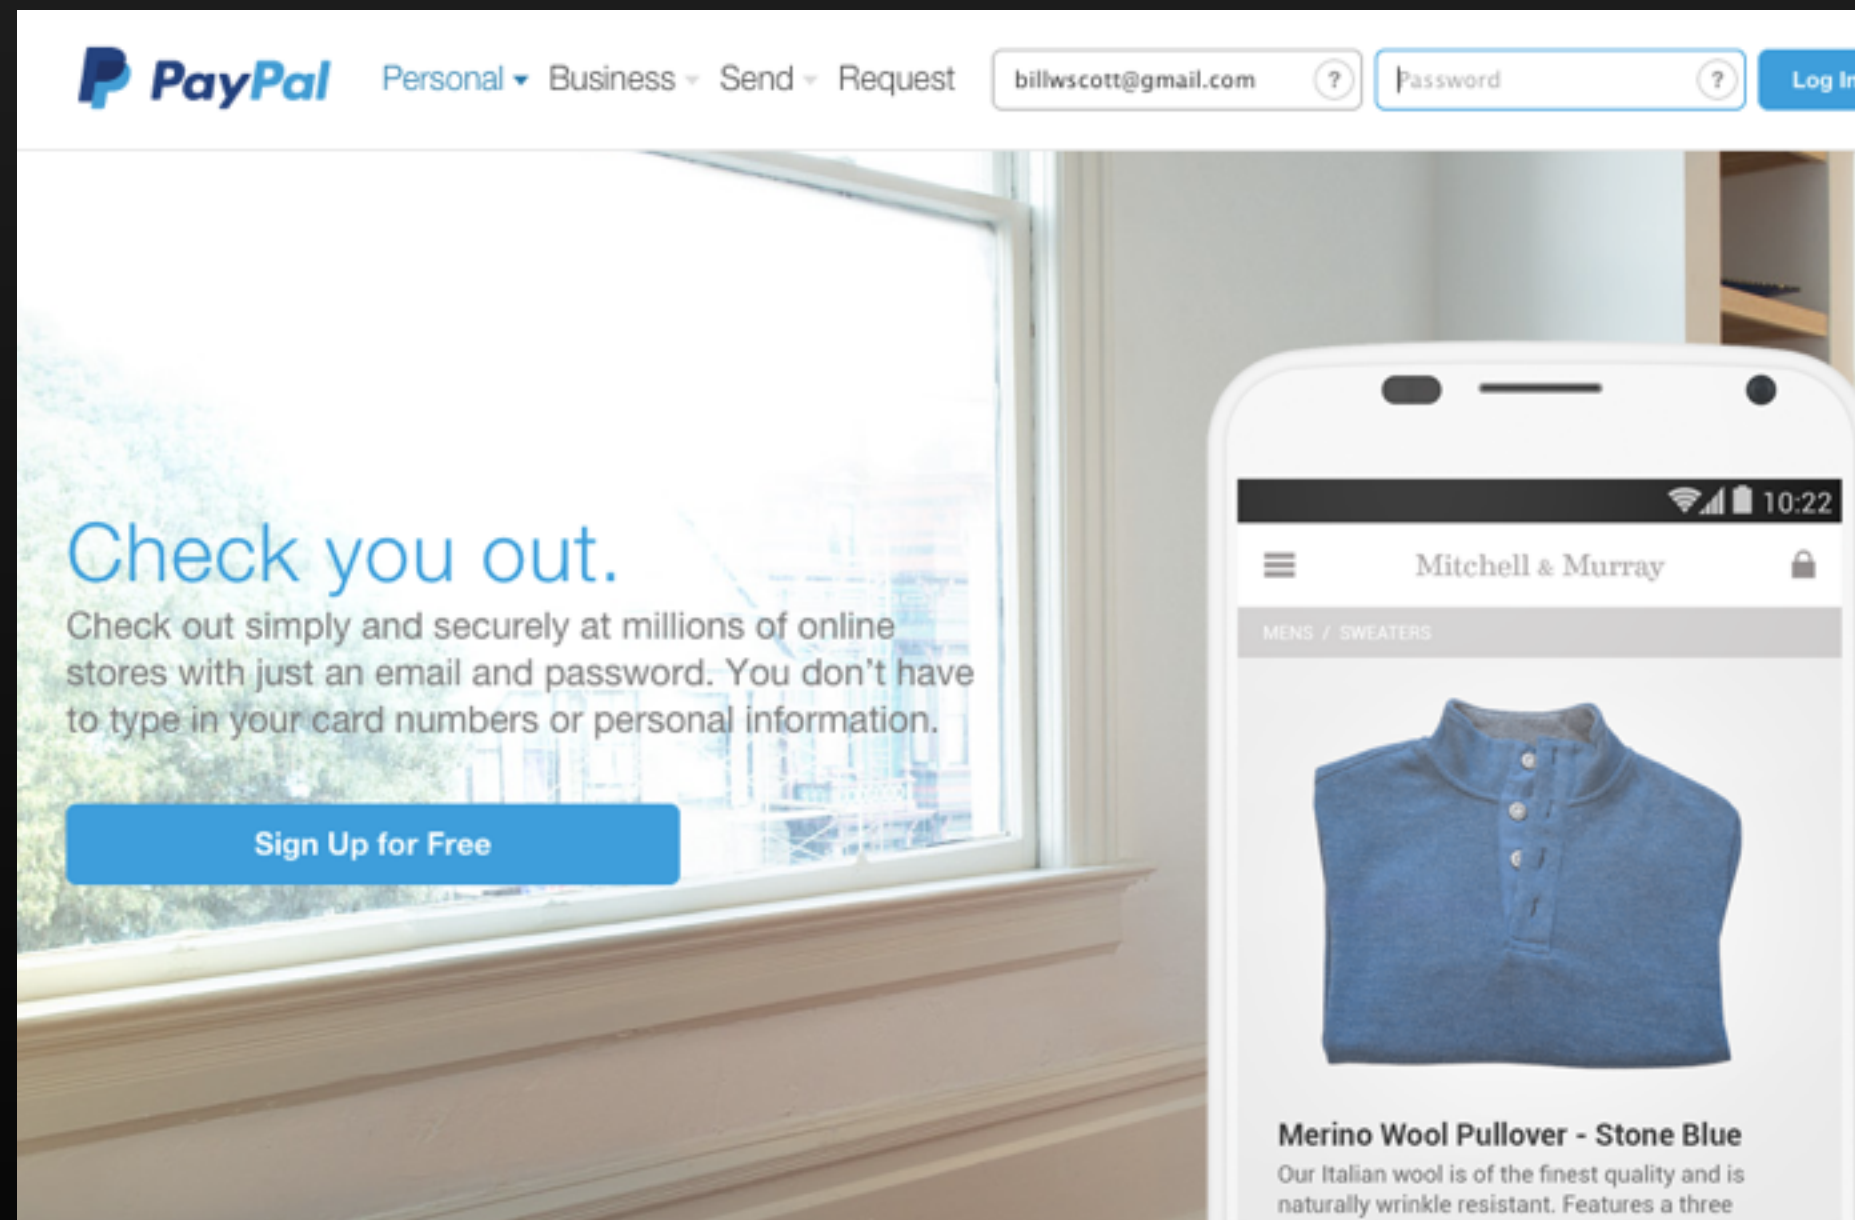 PayPal Personal Business Send Request billwscott@gmail.com ? Password ? Log In
Check you out.
Check out simply and securely at millions of online
stores with just an email and password. You don't have
to type in your card numbers or personal information.
Sign Up for Free
10:22
Mitchell & Murray
MENS / SWEATERS
Merino Wool Pullover - Stone Blue
Our Italian wool is of the finest quality and is
naturally wrinkle resistant. Features a three